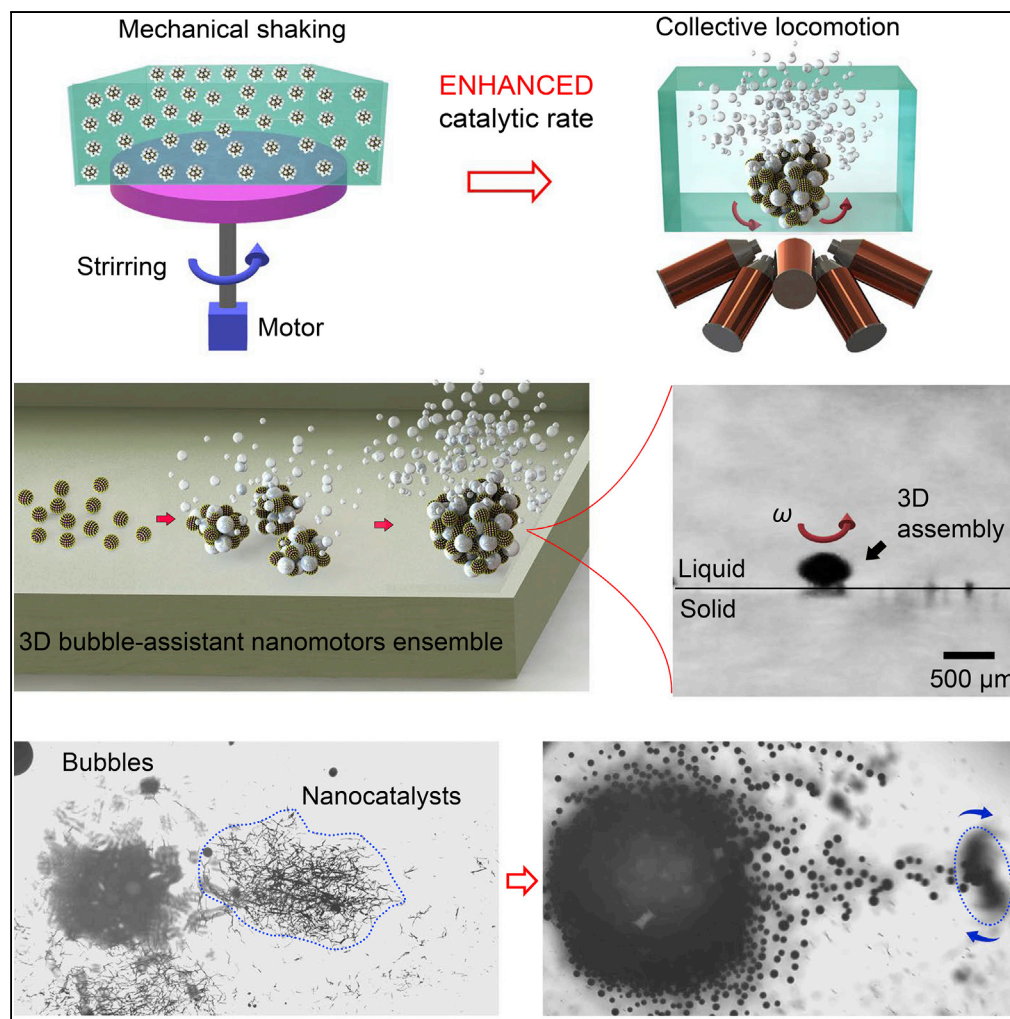 Mechanical shaking
Collective locomotion
ENHANCED
catalytic rate
Strirring
Motor
3D bubble-assistant nanomotors ensemble
ω
3D
assembly
Liquid
Solid
500 μm
Bubbles
Nanocatalysts